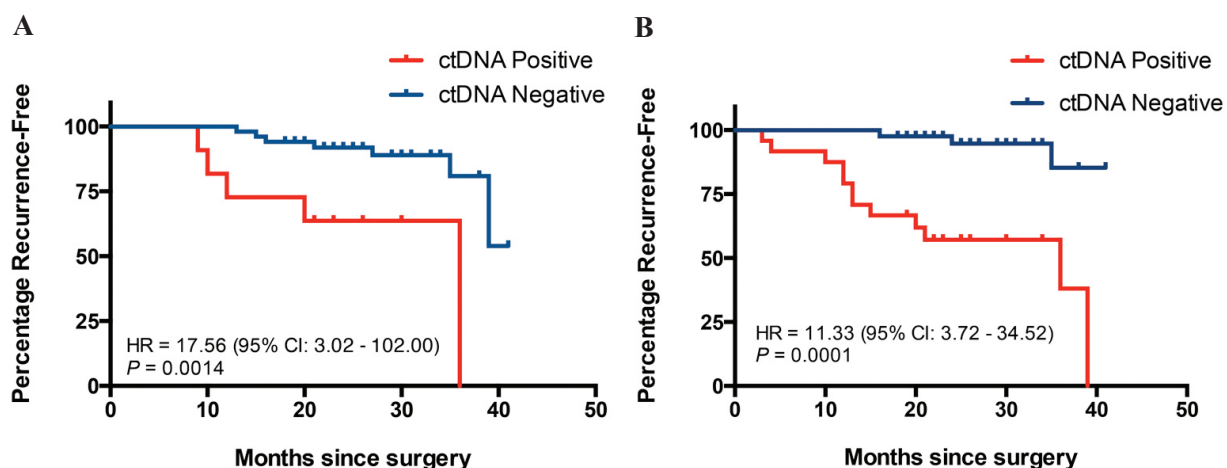 A
ctDNA Positive
ctDNA Negative
Percentage Recurrence-Free
100
75
50
25
0
HR = 17.56 (95% CI: 3.02 - 102.00)
P = 0.0014
0 10 20 30 40 50
Months since surgery
B
ctDNA Positive
ctDNA Negative
Percentage Recurrence-Free
100
75
50
25
0
HR = 11.33 (95% CI: 3.72 - 34.52)
P = 0.0001
0 10 20 30 40 50
Months since surgery